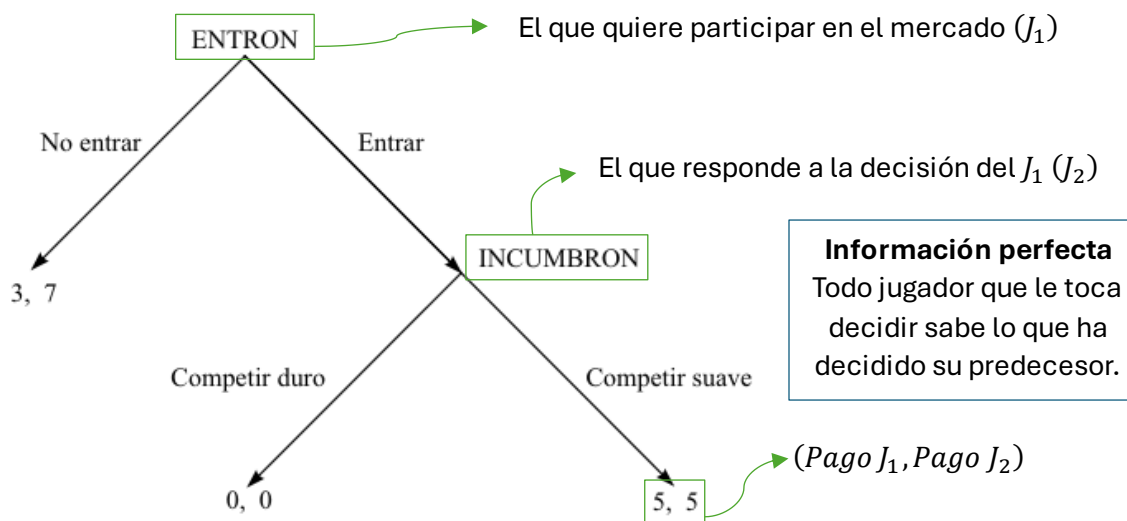 ENTRON
El que quiere participar en el mercado (J₁)
No entrar
Entrar
El que responde a la decisión del J₁ (J₂)
INCUMBRON
3, 7
Información perfecta
Todo jugador que le toca
decidir sabe lo que ha
decidido su predecesor.
Competir duro
Competir suave
(Pago J₁, Pago J₂)
0, 0
5, 5